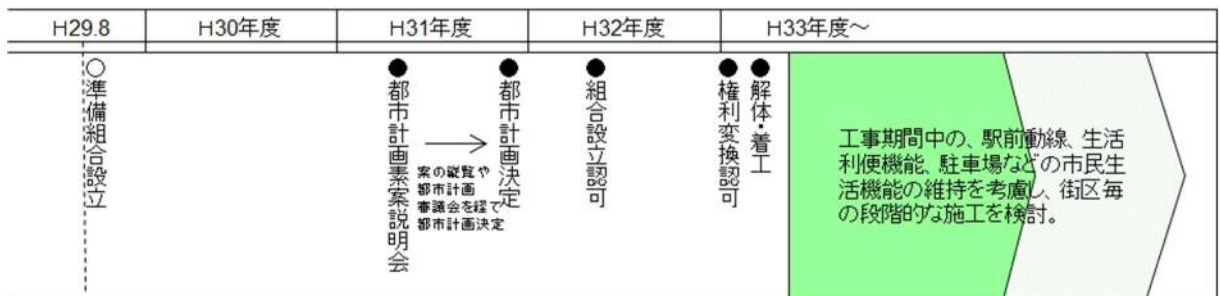 H29.8
H30年度
H31年度
H32年度
H33年度～
○準備組合設立
●都市計画素案説明会
案の縦覧や
都市計画
審議会を経て
都市計画決定
●都市計画決定
●組合設立認可
●権利変換認可
●解体・着工
工事期間中の、駅前動線、生活
利便機能、駐車場などの市民生
活機能の維持を考慮し、街区毎
の段階的な施工を検討。